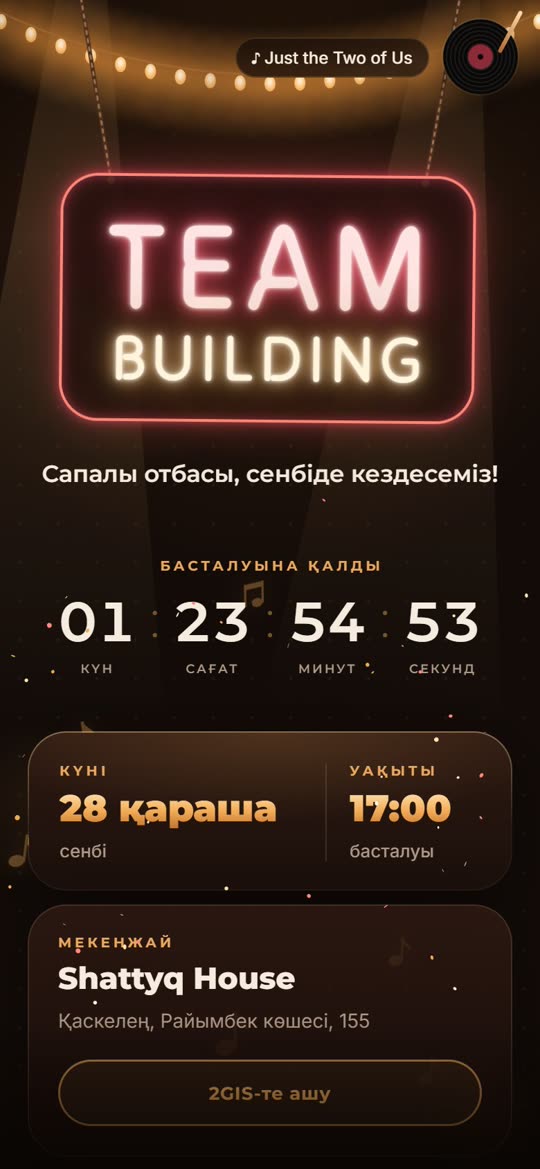 ♪ Just the Two of Us
TEAM
BUILDING
Сапалы отбасы, сенбіде кездесеміз!
БАСТАЛУЫНА ҚАЛДЫ
01 : 23 : 54 : 53
КҮН САҒАТ МИНУТ СЕКУНД
КҮНІ УАҚЫТЫ
28 қараша 17:00
сенбі басталуы
МЕКЕНЖАЙ
Shattyq House
Қаскелең, Райымбек көшесі, 155
2GIS-те ашу